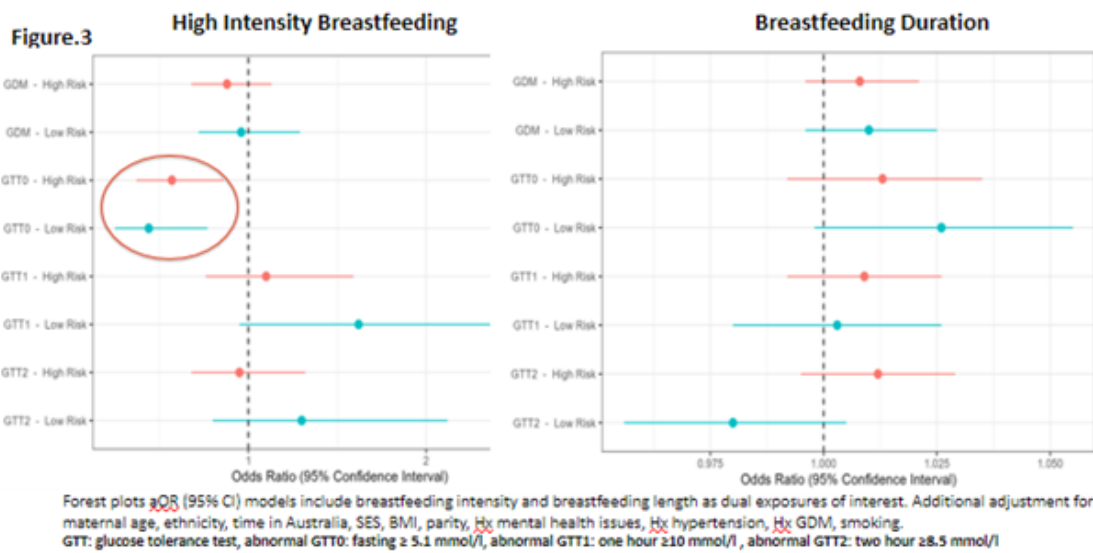 High Intensity Breastfeeding
Breastfeeding Duration
Figure.3
GDM - High Risk
GDM - Low Risk
GTT0 - High Risk
GTT0 - Low Risk
GTT1 - High Risk
GTT1 - Low Risk
GTT2 - High Risk
GTT2 - Low Risk
1
2
Odds Ratio (95% Confidence Interval)
GDM - High Risk
GDM - Low Risk
GTT0 - High Risk
GTT0 - Low Risk
GTT1 - High Risk
GTT1 - Low Risk
GTT2 - High Risk
GTT2 - Low Risk
0.975
1.000
1.025
1.050
Odds Ratio (95% Confidence Interval)
Forest plots aOR (95% CI) models include breastfeeding intensity and breastfeeding length as dual exposures of interest. Additional adjustment for
maternal age, ethnicity, time in Australia, SES, BMI, parity, Hx mental health issues, Hx hypertension, Hx GDM, smoking.
GTT: glucose tolerance test, abnormal GTT0: fasting ≥ 5.1 mmol/l, abnormal GTT1: one hour ≥10 mmol/l , abnormal GTT2: two hour ≥8.5 mmol/l